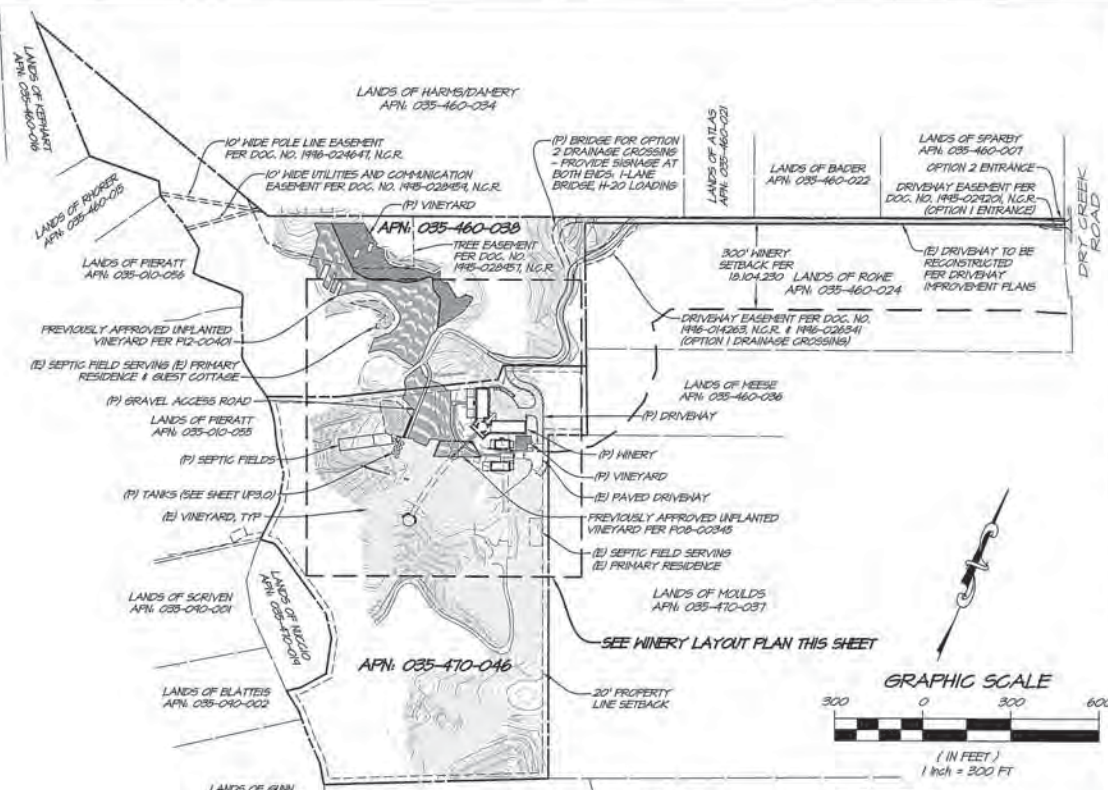 LANDS OF KEPHART
APN: 035-460-016
LANDS OF HARMS/DAMERY
APN: 035-460-034
10' WIDE POLE LINE EASEMENT
PER DOC. NO. 1996-024647, N.C.R.
10' WIDE UTILITIES AND COMMUNICATION
EASEMENT PER DOC. NO. 1995-028959, N.C.R.
(P) VINEYARD
APN: 035-460-038
TREE EASEMENT
PER DOC. NO.
1995-028957, N.C.R.
(P) BRIDGE FOR OPTION
2 DRAINAGE CROSSING
- PROVIDE SIGNAGE AT
BOTH ENDS: 1-LANE
BRIDGE, H-20 LOADING
LANDS OF ATLAS
APN: 035-460-021
LANDS OF BADER
APN: 035-460-022
LANDS OF SPARBY
APN: 035-460-007
OPTION 2 ENTRANCE
DRIVEWAY EASEMENT PER
DOC. NO. 1995-029201, N.C.R.
(OPTION 1 ENTRANCE)
DRY CREEK
ROAD
LANDS OF RHORER
APN: 035-460-015
LANDS OF PIERATT
APN: 035-010-056
300' WINERY
SETBACK PER
18.104.230
LANDS OF ROWE
APN: 035-460-024
(E) DRIVEWAY TO BE
RECONSTRUCTED
PER DRIVEWAY
IMPROVEMENT PLANS
PREVIOUSLY APPROVED UNPLANTED
VINEYARD PER P12-00401
DRIVEWAY EASEMENT PER DOC. NO.
1996-014263, N.C.R. & 1996-026341
(OPTION 1 DRAINAGE CROSSING)
(E) SEPTIC FIELD SERVING (E) PRIMARY
RESIDENCE & GUEST COTTAGE
LANDS OF MEESE
APN: 035-460-036
(P) GRAVEL ACCESS ROAD
LANDS OF PIERATT
APN: 035-010-055
(P) DRIVEWAY
(P) SEPTIC FIELDS
(P) WINERY
(P) VINEYARD
(P) TANKS (SEE SHEET UP3.0)
(E) PAVED DRIVEWAY
(E) VINEYARD, TYP
PREVIOUSLY APPROVED UNPLANTED
VINEYARD PER P08-00345
(E) SEPTIC FIELD SERVING
(E) PRIMARY RESIDENCE
LANDS OF SCRIVEN
APN: 035-090-001
LANDS OF NUCCIO
APN: 035-470-019
LANDS OF MOULDS
APN: 035-470-037
SEE WINERY LAYOUT PLAN THIS SHEET
APN: 035-470-046
LANDS OF BLATTEIS
APN: 035-090-002
20' PROPERTY
LINE SETBACK
GRAPHIC SCALE
300 0 300 600
( IN FEET )
1 inch = 300 FT
LANDS OF GUNN